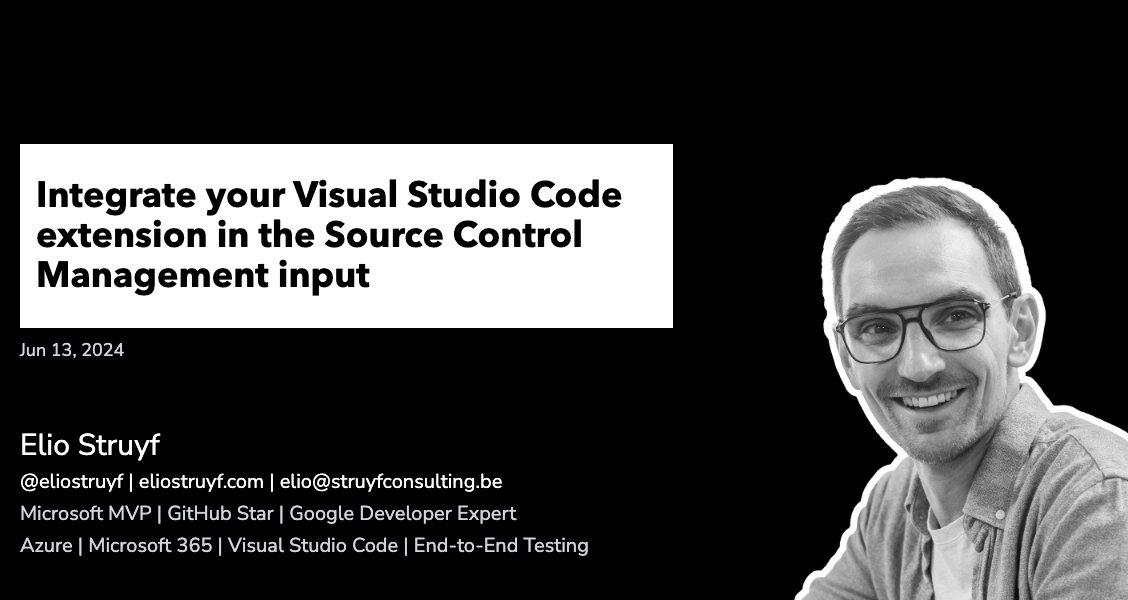 Integrate your Visual Studio Code
extension in the Source Control
Management input
Jun 13, 2024
Elio Struyf
@eliostruyf | eliostruyf.com | elio@struyfconsulting.be
Microsoft MVP | GitHub Star | Google Developer Expert
Azure | Microsoft 365 | Visual Studio Code | End-to-End Testing